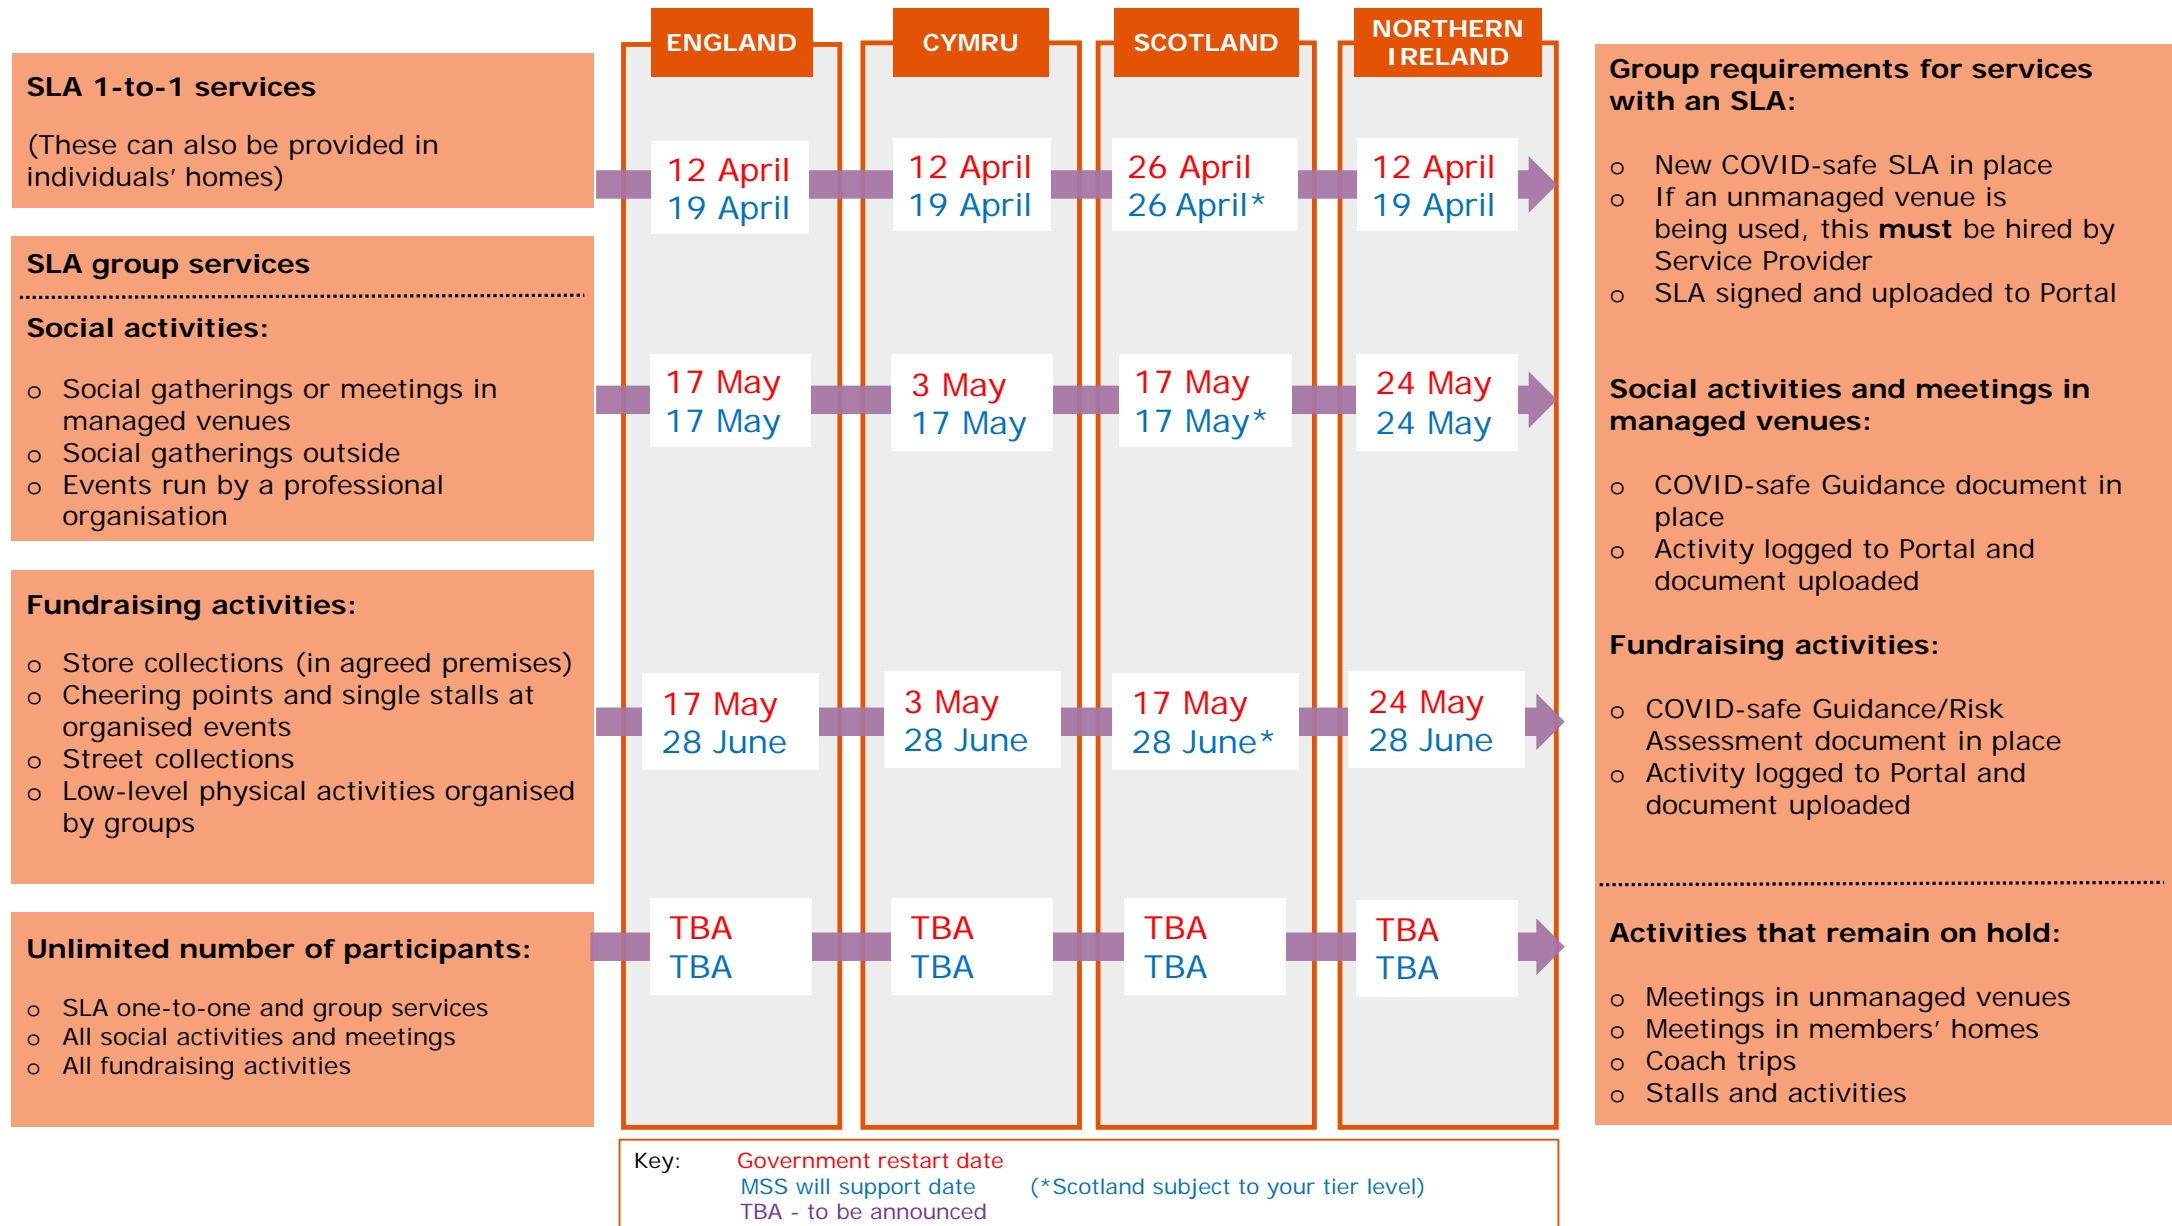 ENGLAND
CYMRU
SCOTLAND
NORTHERN
IRELAND
SLA 1-to-1 services
(These can also be provided in
individuals' homes)
12 April
19 April
12 April
19 April
26 April
26 April*
12 April
19 April
SLA group services
Social activities:
o Social gatherings or meetings in
managed venues
o Social gatherings outside
o Events run by a professional
organisation
17 May
17 May
3 May
17 May
17 May
17 May*
24 May
24 May
Fundraising activities:
o Store collections (in agreed premises)
o Cheering points and single stalls at
organised events
o Street collections
o Low-level physical activities organised
by groups
17 May
28 June
3 May
28 June
17 May
28 June*
24 May
28 June
Unlimited number of participants:
o SLA one-to-one and group services
o All social activities and meetings
o All fundraising activities
TBA
TBA
TBA
TBA
TBA
TBA
TBA
TBA
Group requirements for services
with an SLA:
o New COVID-safe SLA in place
o If an unmanaged venue is
being used, this must be hired by
Service Provider
o SLA signed and uploaded to Portal
Social activities and meetings in
managed venues:
o COVID-safe Guidance document in
place
o Activity logged to Portal and
document uploaded
Fundraising activities:
o COVID-safe Guidance/Risk
Assessment document in place
o Activity logged to Portal and
document uploaded
Activities that remain on hold:
o Meetings in unmanaged venues
o Meetings in members' homes
o Coach trips
o Stalls and activities
Key: Government restart date
MSS will support date (*Scotland subject to your tier level)
TBA - to be announced